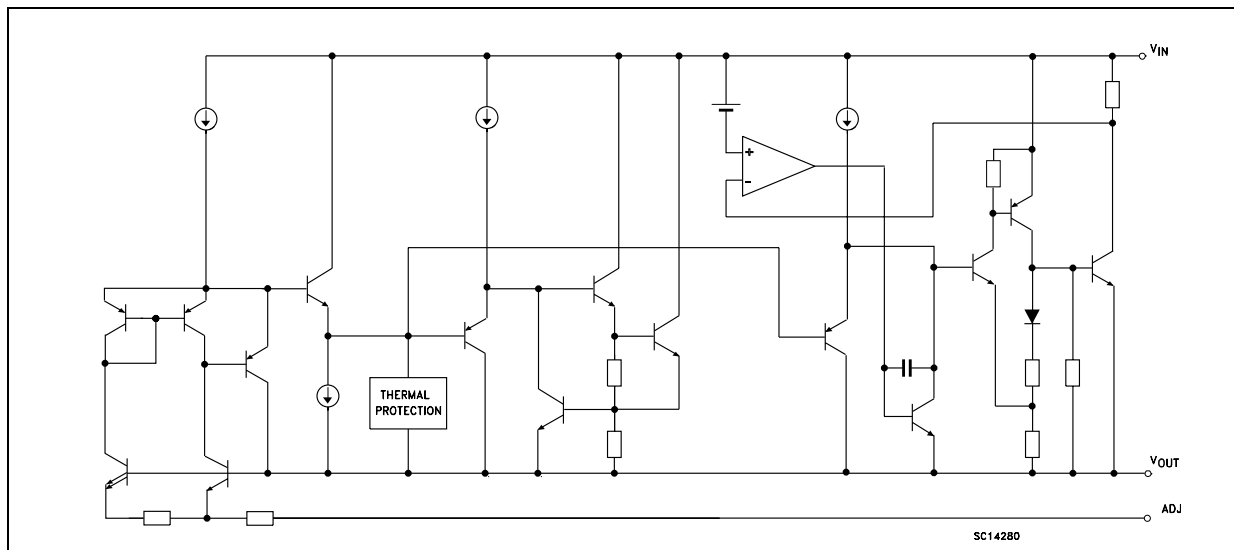 VIN
+
-
THERMAL
PROTECTION
VOUT
ADJ
SC14280